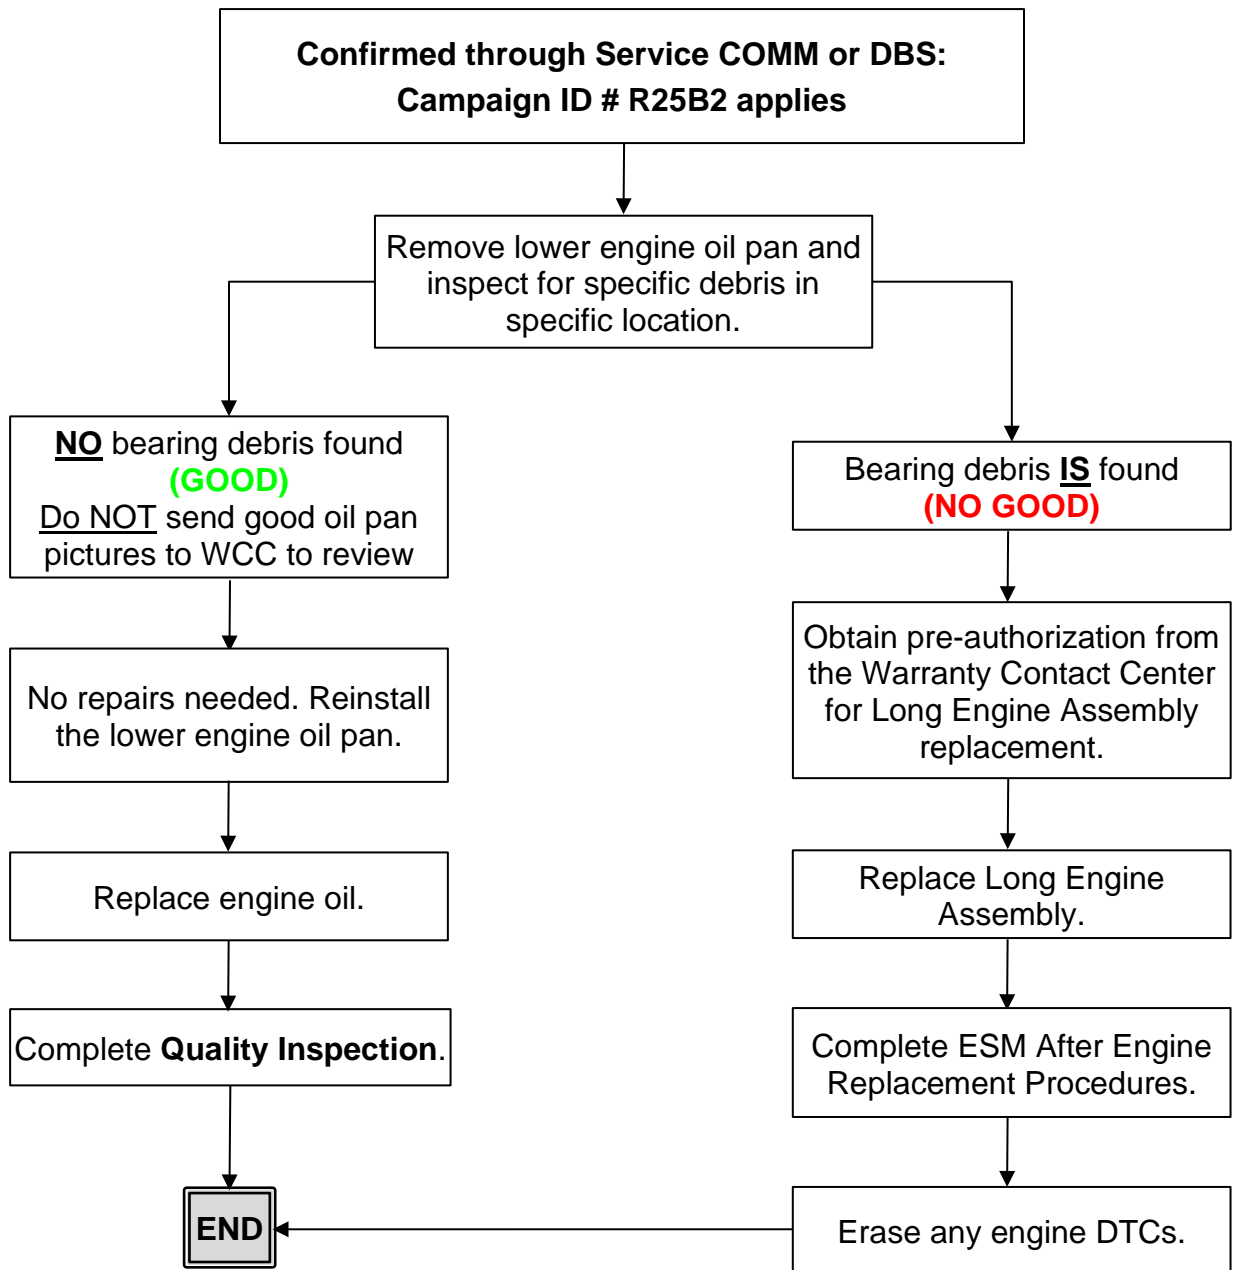 Confirmed through Service COMM or DBS:
Campaign ID # R25B2 applies
Remove lower engine oil pan and
inspect for specific debris in
specific location.
NO bearing debris found
(GOOD)
Do NOT send good oil pan
pictures to WCC to review
No repairs needed. Reinstall
the lower engine oil pan.
Replace engine oil.
Complete Quality Inspection.
END
Bearing debris IS found
(NO GOOD)
Obtain pre-authorization from
the Warranty Contact Center
for Long Engine Assembly
replacement.
Replace Long Engine
Assembly.
Complete ESM After Engine
Replacement Procedures.
Erase any engine DTCs.